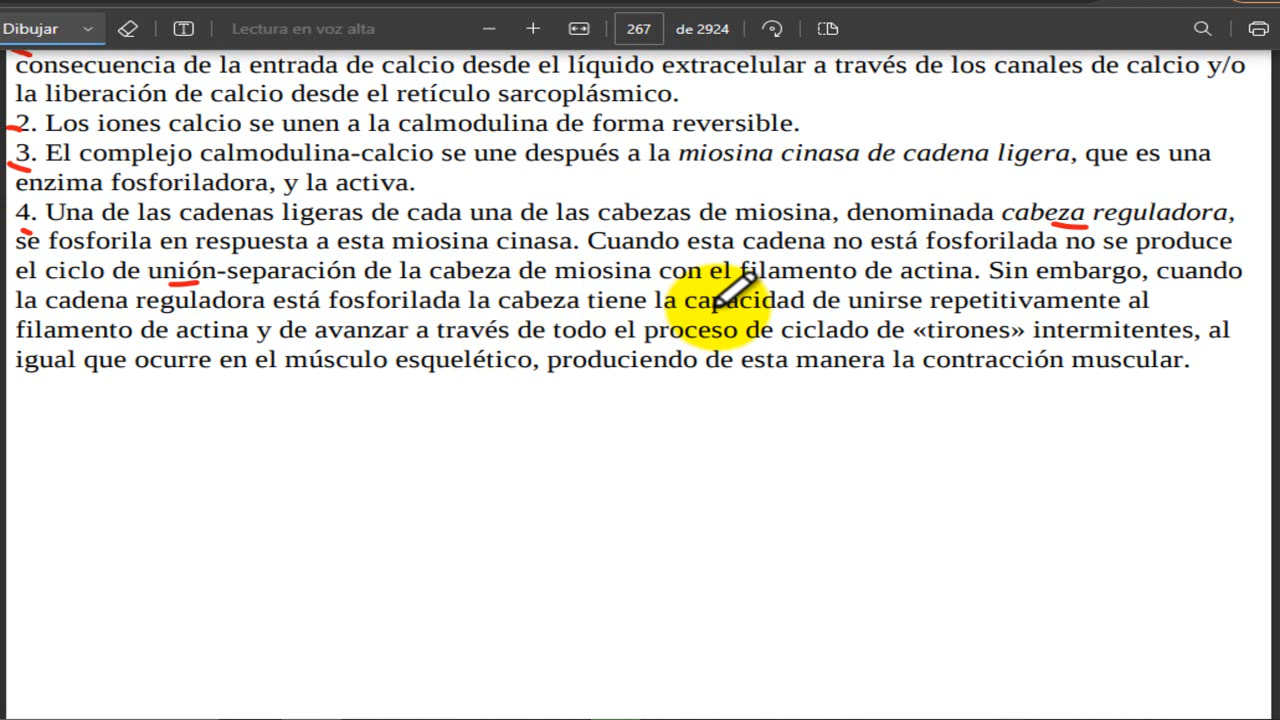 Dibujar
Lectura en voz alta
267
de 2924
consecuencia de la entrada de calcio desde el líquido extracelular a través de los canales de calcio y/o
la liberación de calcio desde el retículo sarcoplásmico.
2. Los iones calcio se unen a la calmodulina de forma reversible.
3. El complejo calmodulina-calcio se une después a la miosina cinasa de cadena ligera, que es una
enzima fosforiladora, y la activa.
4. Una de las cadenas ligeras de cada una de las cabezas de miosina, denominada cabeza reguladora,
se fosforila en respuesta a esta miosina cinasa. Cuando esta cadena no está fosforilada no se produce
el ciclo de unión-separación de la cabeza de miosina con el filamento de actina. Sin embargo, cuando
la cadena reguladora está fosforilada la cabeza tiene la capacidad de unirse repetitivamente al
filamento de actina y de avanzar a través de todo el proceso de ciclado de «tirones» intermitentes, al
igual que ocurre en el músculo esquelético, produciendo de esta manera la contracción muscular.